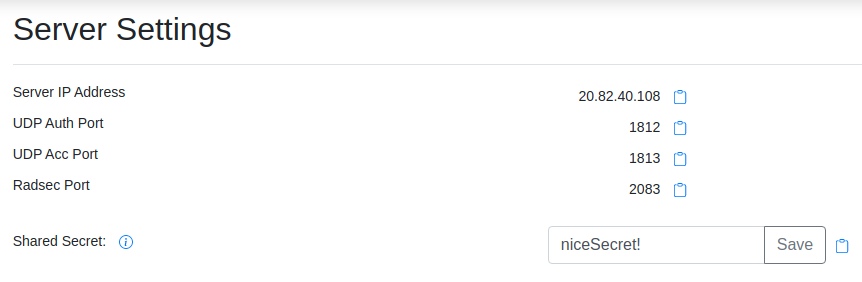 Server Settings
Server IP Address 20.82.40.108
UDP Auth Port 1812
UDP Acc Port 1813
Radsec Port 2083
Shared Secret: niceSecret! Save